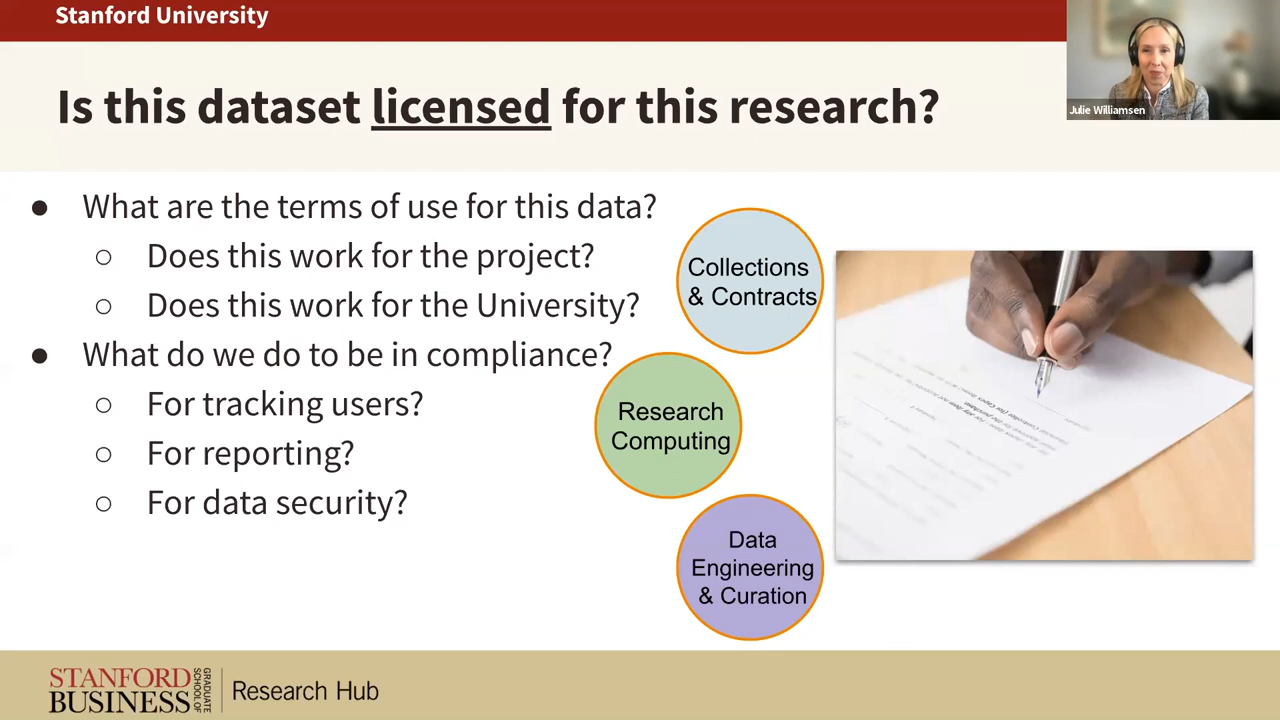 Stanford University
Julie Williamsen
Is this dataset licensed for this research?
● What are the terms of use for this data?
○ Does this work for the project?
○ Does this work for the University?
● What do we do to be in compliance?
○ For tracking users?
○ For reporting?
○ For data security?
Collections
& Contracts
Research
Computing
Data
Engineering
& Curation
STANFORD
BUSINESS
GRADUATE
SCHOOL OF
Research Hub